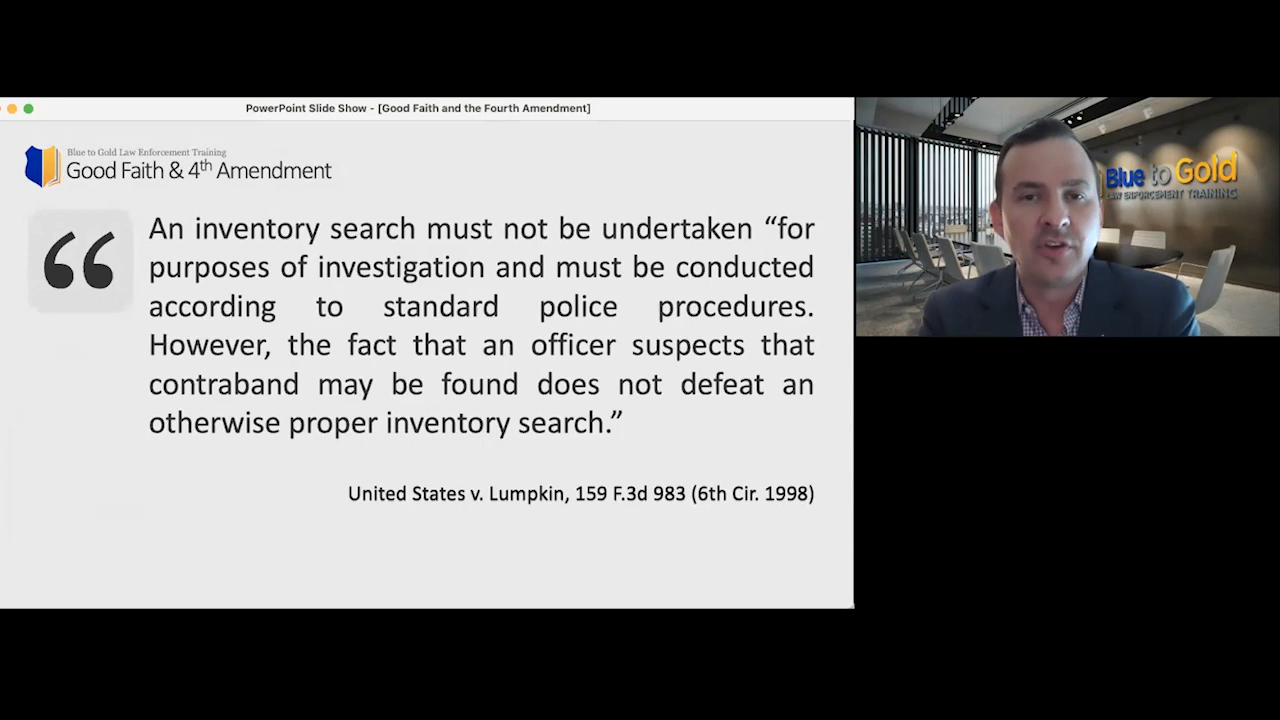 PowerPoint Slide Show - [Good Faith and the Fourth Amendment]
Blue to Gold Law Enforcement Training
Good Faith & 4th Amendment
“
An inventory search must not be undertaken “for
purposes of investigation and must be conducted
according to standard police procedures.
However, the fact that an officer suspects that
contraband may be found does not defeat an
otherwise proper inventory search.”
United States v. Lumpkin, 159 F.3d 983 (6th Cir. 1998)
Blue to Gold
LAW ENFORCEMENT TRAINING